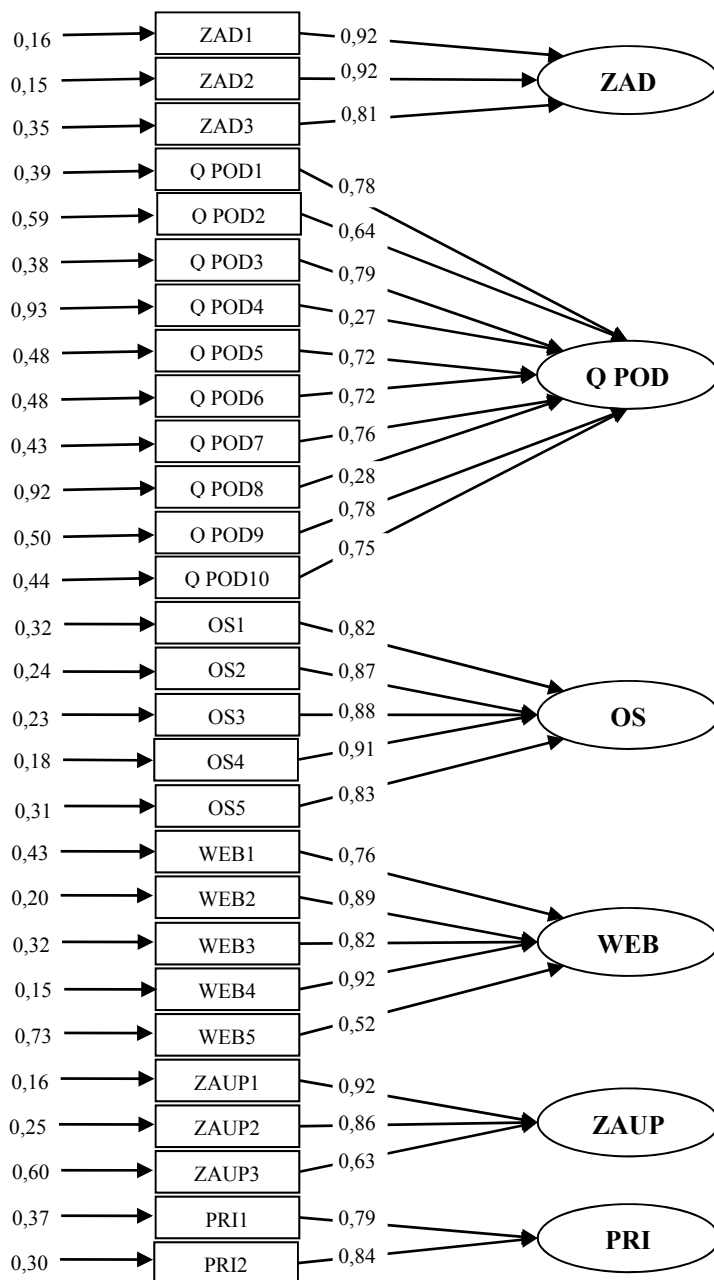 0,16 ZAD1 0,92
0,15 ZAD2 0,92 ZAD
0,35 ZAD3 0,81
0,39 Q POD1 0,78
0,59 Q POD2 0,64
0,38 Q POD3 0,79
0,93 Q POD4 0,27
0,48 Q POD5 0,72 Q POD
0,48 Q POD6 0,72
0,43 Q POD7 0,76
0,92 Q POD8 0,28
0,50 Q POD9 0,78
0,44 Q POD10 0,75
0,32 OS1 0,82
0,24 OS2 0,87
0,23 OS3 0,88 OS
0,18 OS4 0,91
0,31 OS5 0,83
0,43 WEB1 0,76
0,20 WEB2 0,89
0,32 WEB3 0,82 WEB
0,15 WEB4 0,92
0,73 WEB5 0,52
0,16 ZAUP1 0,92
0,25 ZAUP2 0,86 ZAUP
0,60 ZAUP3 0,63
0,37 PRI1 0,79 PRI
0,30 PRI2 0,84